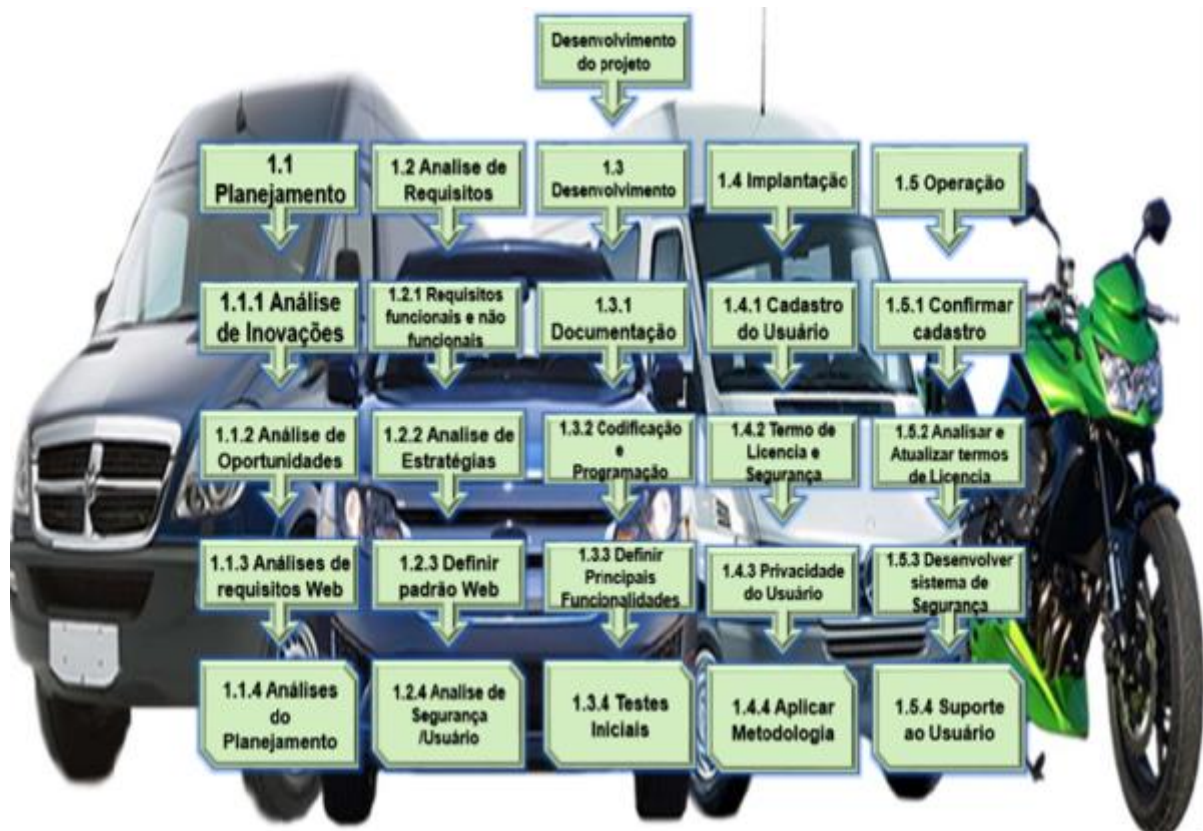 Desenvolvimento
do projeto
1.1
Planejamento
1.2 Analise de
Requisitos
1.3
Desenvolvimento
1.4 Implantação
1.5 Operação
1.1.1 Análise
de Inovações
1.2.1 Requisitos
funcionais e não
funcionais
1.3.1
Documentação
1.4.1 Cadastro
do Usuário
1.5.1 Confirmar
cadastro
1.1.2 Análise de
Oportunidades
1.2.2 Analise de
Estratégias
1.3.2 Codificação
e
Programação
1.4.2 Termo de
Licencia e
Segurança
1.5.2 Analisar e
Atualizar termos
de Licencia
1.1.3 Análises de
requisitos Web
1.2.3 Definir
padrão Web
1.3.3 Definir
Principais
Funcionalidades
1.4.3 Privacidade
do Usuário
1.5.3 Desenvolver
sistema de
Segurança
1.1.4 Análises
do
Planejamento
1.2.4 Analise de
Segurança
/Usuário
1.3.4 Testes
Iniciais
1.4.4 Aplicar
Metodologia
1.5.4 Suporte
ao Usuário